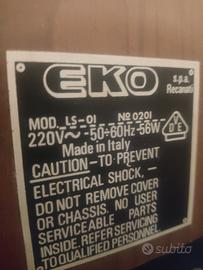 EKO
s.p.a.
Recanati
MOD. LS-01 No 0201
220V~ -50÷60Hz-56W
VDE
Made in Italy
CAUTION-TO PREVENT
ELECTRICAL SHOCK,-
DO NOT REMOVE COVER
OR CHASSIS. NO USER
SERVICEABLE PARTS
INSIDE. REFER SERVICING
TO QUALIFIED PERSONNEL.
subito